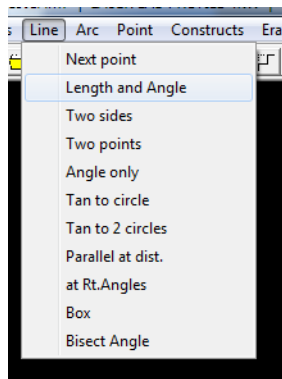 Line Arc Point Constructs Era
Next point
Length and Angle
Two sides
Two points
Angle only
Tan to circle
Tan to 2 circles
Parallel at dist.
at Rt.Angles
Box
Bisect Angle